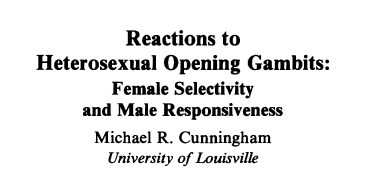 Reactions to
Heterosexual Opening Gambits:
Female Selectivity
and Male Responsiveness
Michael R. Cunningham
University of Louisville